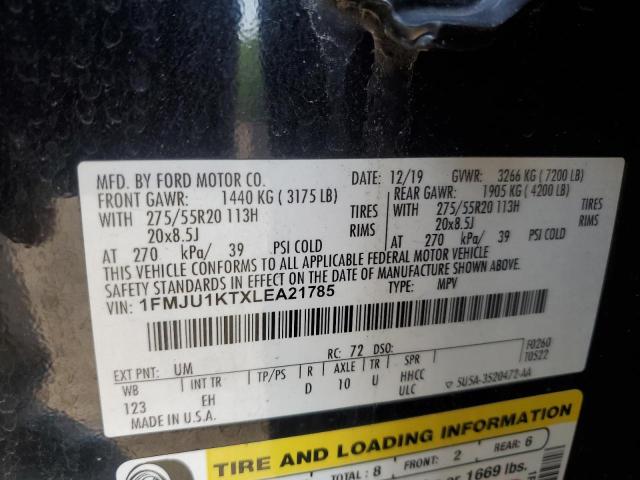 MFD. BY FORD MOTOR CO. DATE: 12/19 GVWR: 3266 KG (7200 LB)
FRONT GAWR: 1440 KG (3175 LB) REAR GAWR: 1905 KG (4200 LB)
WITH 275/55R20 113H TIRES WITH 275/55R20 113H TIRES
20x8.5J RIMS 20x8.5J RIMS
AT 270 kPa/ 39 PSI COLD AT 270 kPa/ 39 PSI COLD
THIS VEHICLE CONFORMS TO ALL APPLICABLE FEDERAL MOTOR VEHICLE
SAFETY STANDARDS IN EFFECT ON THE DATE OF MANUFACTURE SHOWN ABOVE.
VIN: 1FMJU1KTXLEA21785 TYPE: MPV
F0260
RC: 72 DSO: T0522
EXT PNT: UM
WB INT TR TP/PS R AXLE TR SPR
123 EH D 10 U HHCC
ULC 5U5A-3520472-AA
MADE IN U.S.A.
TIRE AND LOADING INFORMATION
TOTAL: 8 FRONT: 2 REAR: 6
1669 lbs.